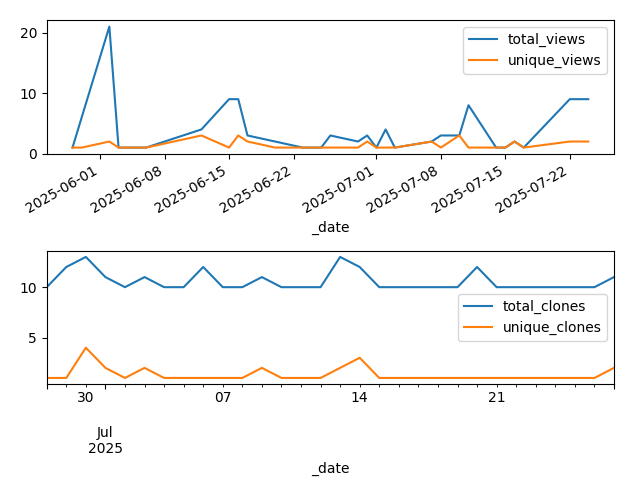 20
10
0
total_views
unique_views
2025-06-01
2025-06-08
2025-06-15
2025-06-22
2025-07-01
2025-07-08
2025-07-15
2025-07-22
_date
10
5
total_clones
unique_clones
30
07
14
21
Jul
2025
_date